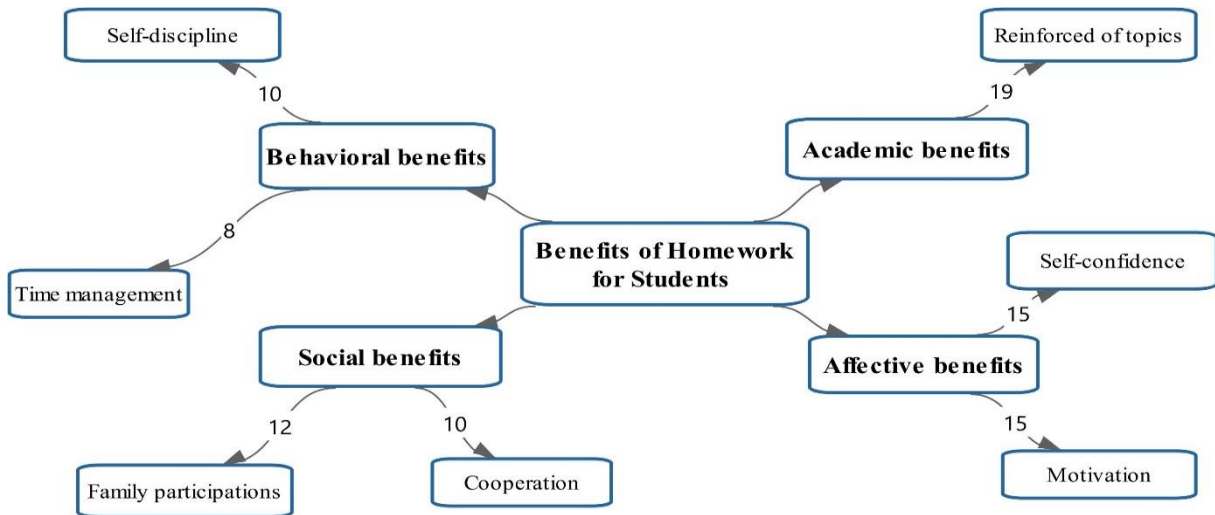 Self-discipline
Reinforced of topics
10
19
Behavioral benefits
Academic benefits
8
Benefits of Homework
for Students
Self-confidence
Time management
15
Social benefits
Affective benefits
12
10
15
Family participations
Cooperation
Motivation